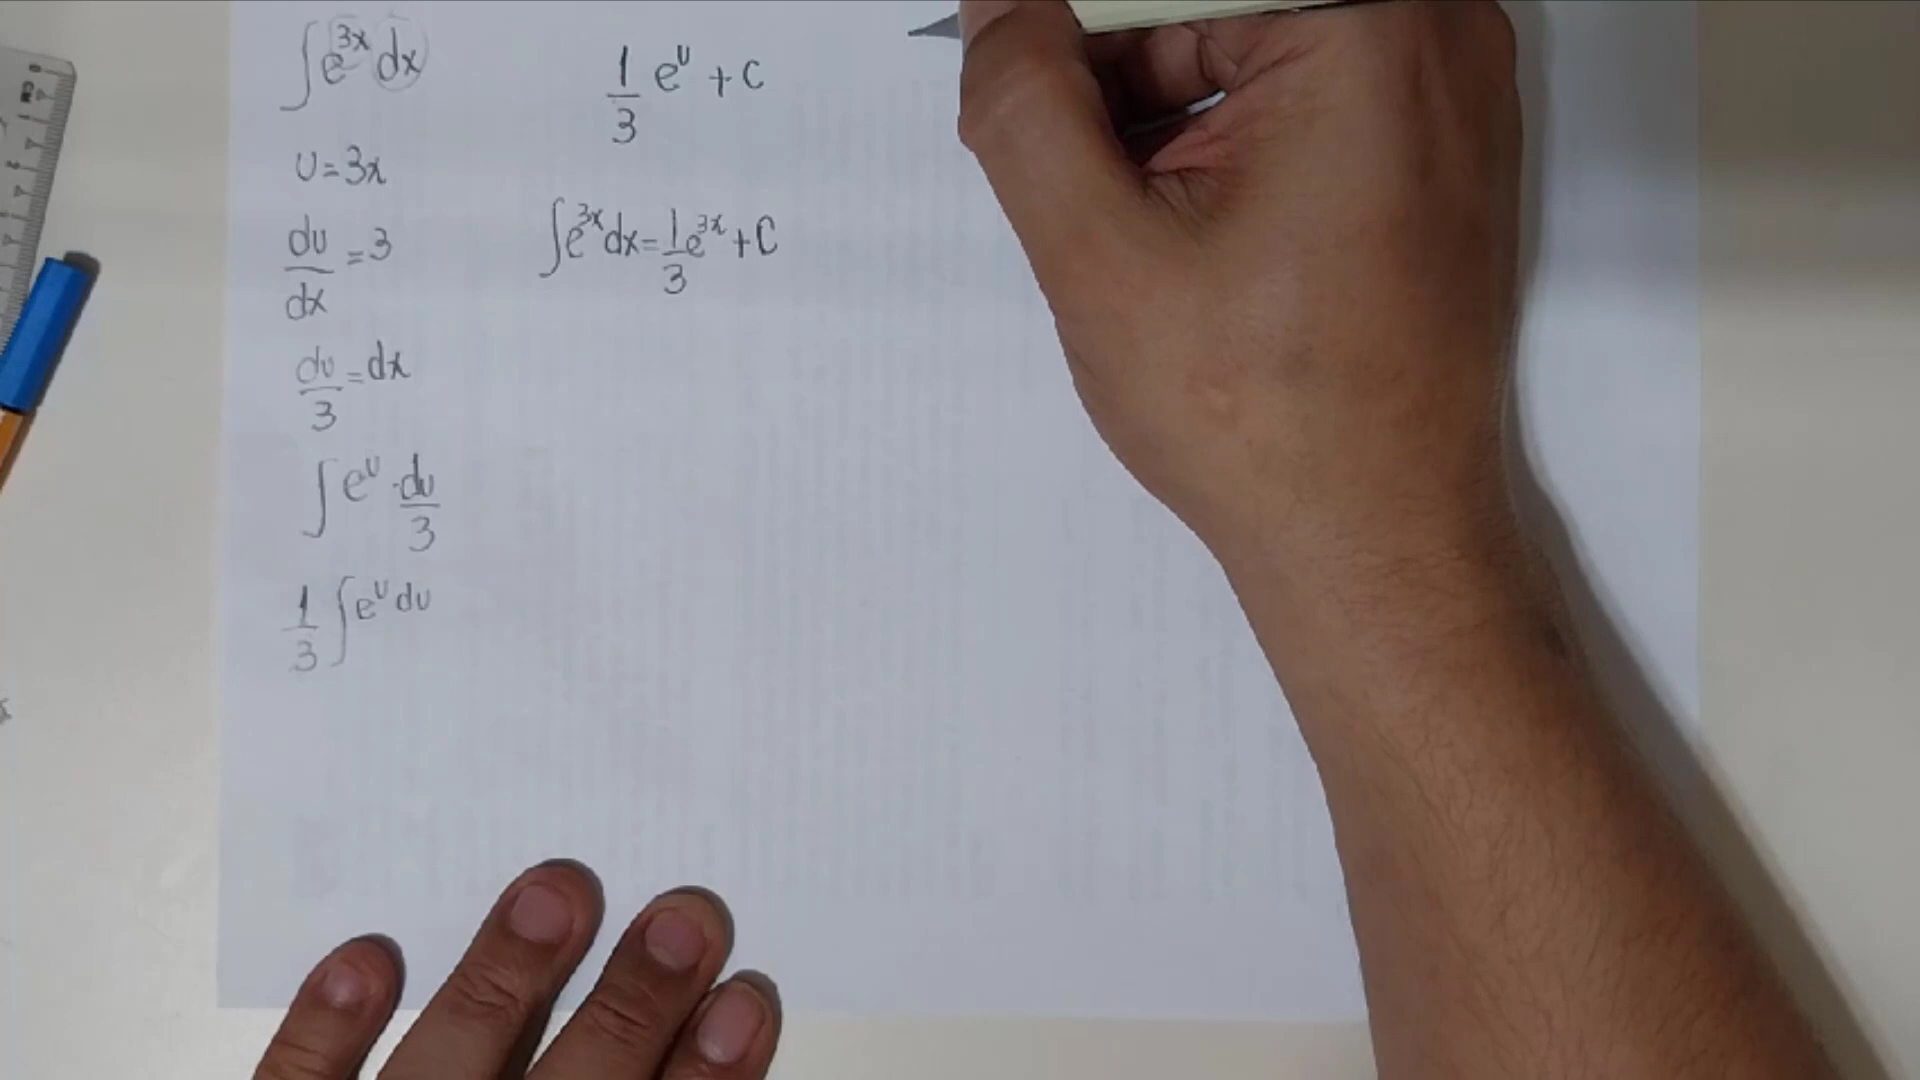 ∫e^{3x} dx
U=3x
du/dx = 3
du/3 = dx
∫e^u · du/3
1/3 ∫e^u du
1/3 e^u + C
∫e^{3x} dx = 1/3 e^{3x} + C